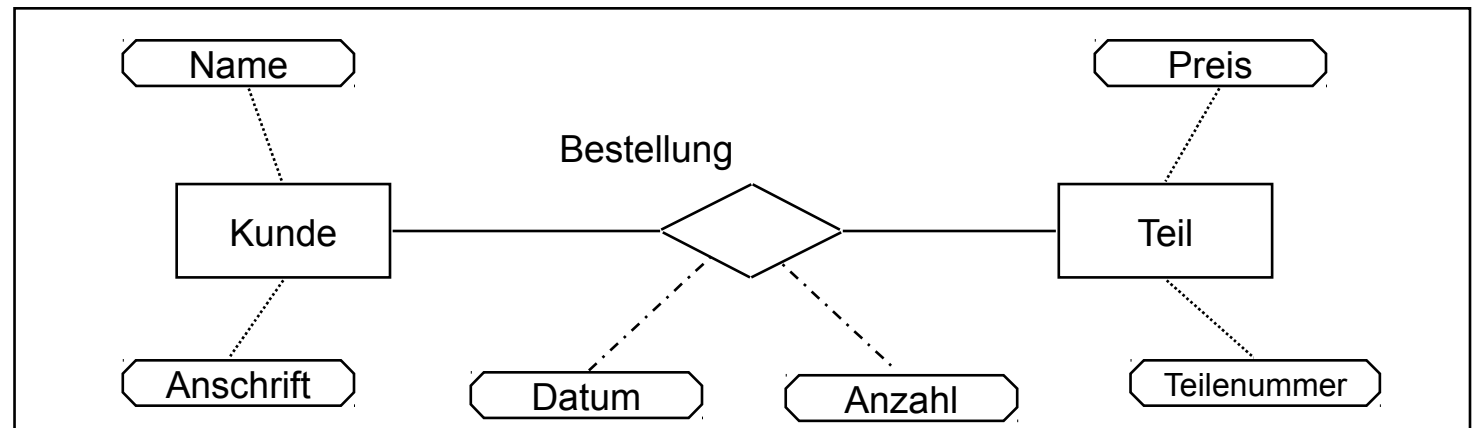 Name
Preis
Bestellung
Kunde
Teil
Anschrift
Datum
Anzahl
Teilenummer